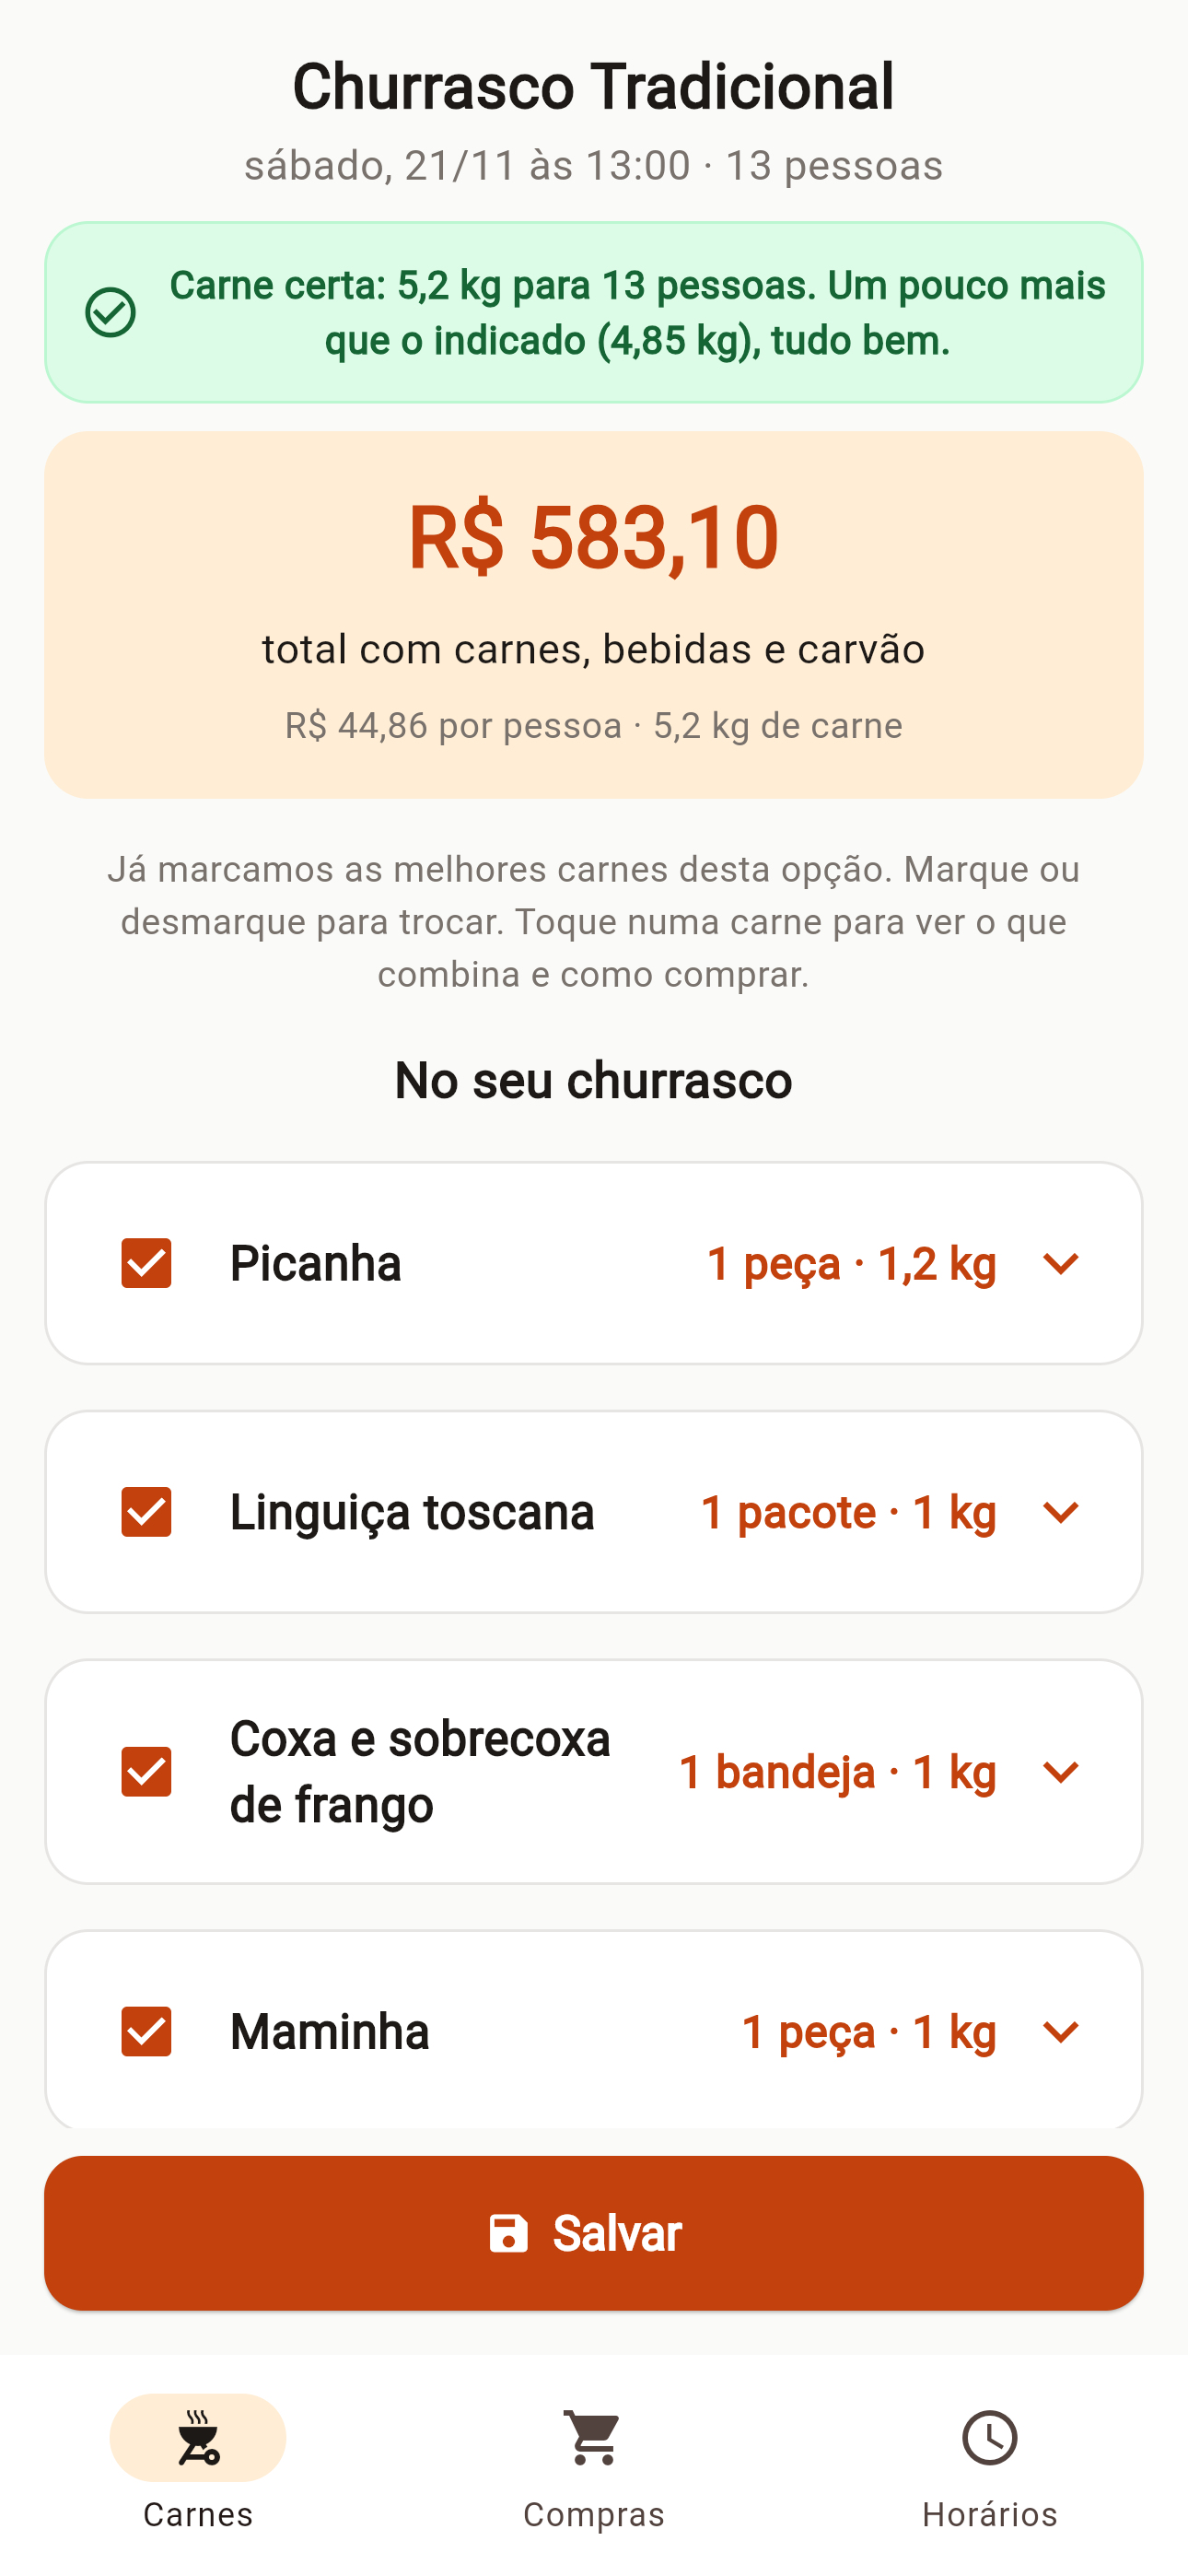 Churrasco Tradicional
sábado, 21/11 às 13:00 · 13 pessoas
Carne certa: 5,2 kg para 13 pessoas. Um pouco mais
que o indicado (4,85 kg), tudo bem.
R$ 583,10
total com carnes, bebidas e carvão
R$ 44,86 por pessoa · 5,2 kg de carne
Já marcamos as melhores carnes desta opção. Marque ou
desmarque para trocar. Toque numa carne para ver o que
combina e como comprar.
No seu churrasco
Picanha 1 peça · 1,2 kg
Linguiça toscana 1 pacote · 1 kg
Coxa e sobrecoxa
de frango 1 bandeja · 1 kg
Maminha 1 peça · 1 kg
Salvar
Carnes Compras Horários